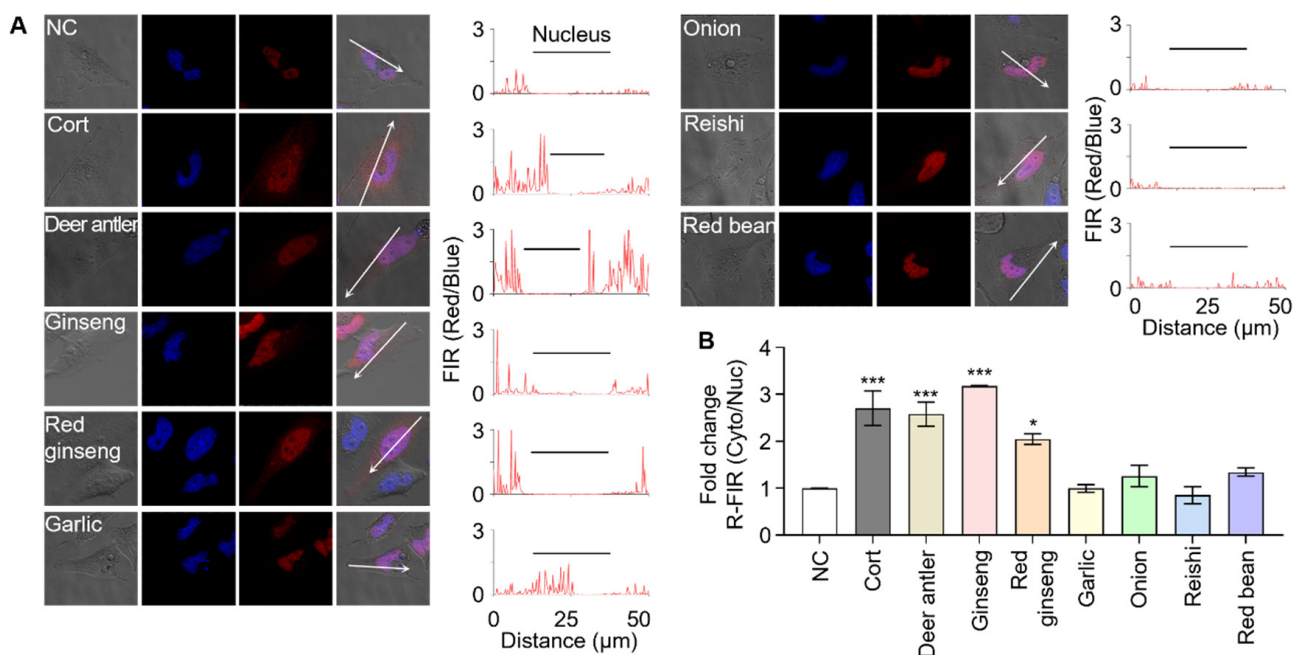 A
NC
Nucleus
3
0
Cort
3
0
Deer antler
3
0
Ginseng
3
0
Red
ginseng
3
0
Garlic
3
0
FIR (Red/Blue)
0
25
50
Distance (µm)
Onion
3
0
Reishi
3
0
Red bean
3
0
FIR (Red/Blue)
0
25
50
Distance (µm)
B
Fold change
R-FIR (Cyto/Nuc)
4
3
2
1
0
***
***
***
*
NC
Cort
Deer antler
Ginseng
Red
ginseng
Garlic
Onion
Reishi
Red bean